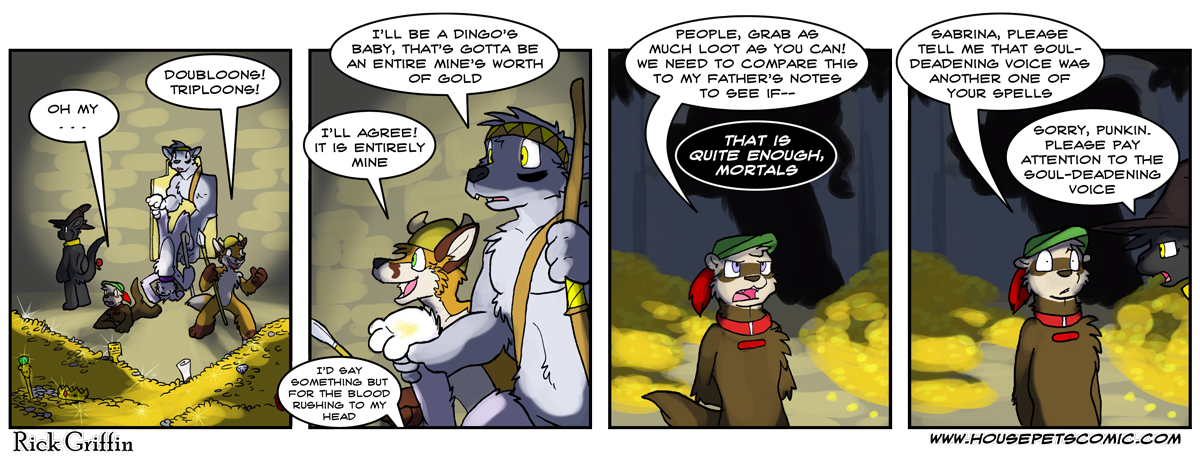 OH MY
. . .
DOUBLOONS!
TRIPLOONS!
I'LL BE A DINGO'S
BABY, THAT'S GOTTA BE
AN ENTIRE MINE'S WORTH
OF GOLD
I'LL AGREE!
IT IS ENTIRELY
MINE
I'D SAY
SOMETHING BUT
FOR THE BLOOD
RUSHING TO MY
HEAD
PEOPLE, GRAB AS
MUCH LOOT AS YOU CAN!
WE NEED TO COMPARE THIS
TO MY FATHER'S NOTES
TO SEE IF--
THAT IS
QUITE ENOUGH,
MORTALS
SABRINA, PLEASE
TELL ME THAT SOUL-
DEADENING VOICE WAS
ANOTHER ONE OF
YOUR SPELLS
SORRY, PUNKIN.
PLEASE PAY
ATTENTION TO THE
SOUL-DEADENING
VOICE
Rick Griffin
WWW.HOUSEPETSCOMIC.COM